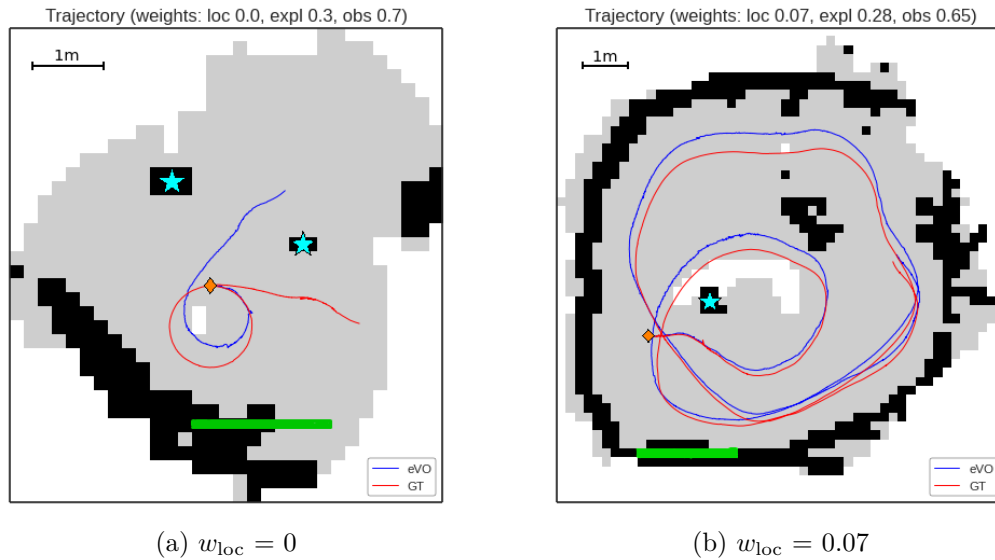 Trajectory (weights: loc 0.0, expl 0.3, obs 0.7)
1m
eVO
GT
(a) w_loc = 0
Trajectory (weights: loc 0.07, expl 0.28, obs 0.65)
1m
eVO
GT
(b) w_loc = 0.07